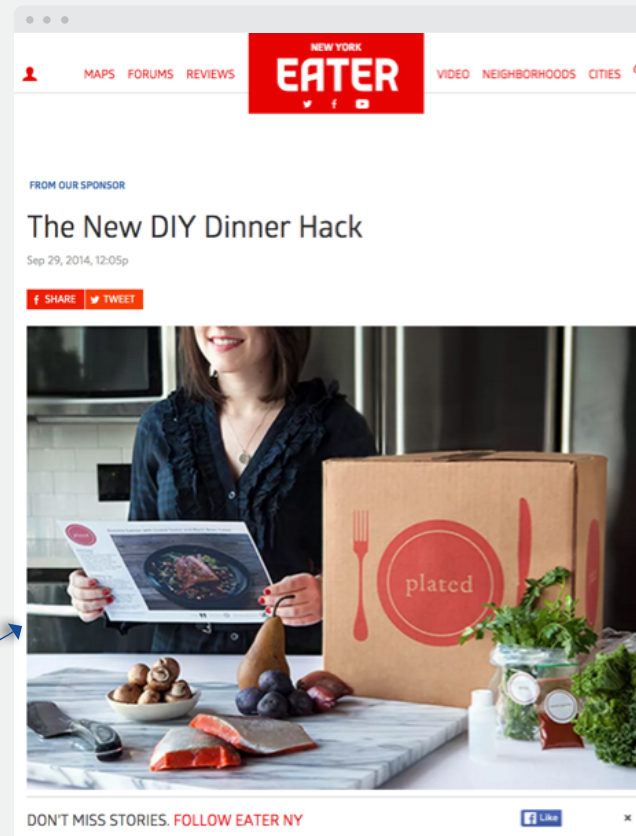 NEW YORK
EATER
MAPS FORUMS REVIEWS
VIDEO NEIGHBORHOODS CITIES
FROM OUR SPONSOR
The New DIY Dinner Hack
Sep 29, 2014, 12:05p
f SHARE TWEET
plated
plated
DON'T MISS STORIES. FOLLOW EATER NY
f Like
×